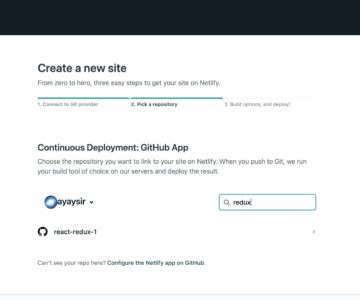 Create a new site
From zero to hero, three easy steps to get your site on Netlify.
1. Connect to Git provider
2. Pick a repository
3. Build options, and deploy!
Continuous Deployment: GitHub App
Choose the repository you want to link to your site on Netlify. When you push to Git, we run
your build tool of choice on our servers and deploy the result.
ayaysir
redux
react-redux-1
Can't see your repo here? Configure the Netlify app on GitHub.